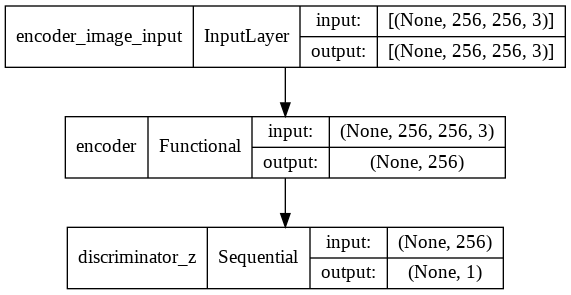 encoder_image_input InputLayer input: [(None, 256, 256, 3)]
output: [(None, 256, 256, 3)]
encoder Functional input: (None, 256, 256, 3)
output: (None, 256)
discriminator_z Sequential input: (None, 256)
output: (None, 1)